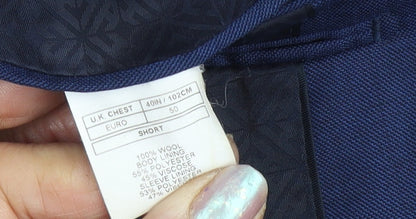 U.K CHEST 40IN / 102CM
EURO 50
SHORT
100% WOOL
BODY LINING
55% POLYESTER
45% VISCOSE
SLEEVE LINING
53% POLYESTER
47% VISCOSE